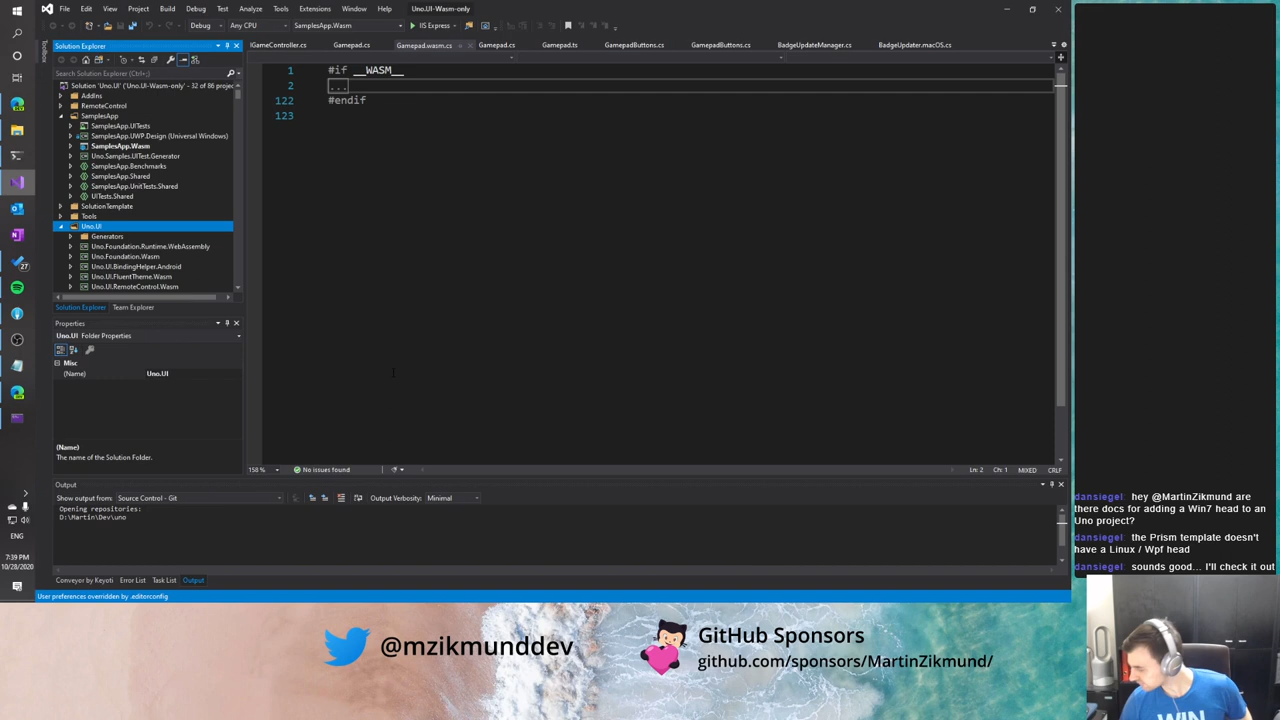 File Edit View Project Build Debug Test Analyze Tools Extensions Window Help Uno.UI-Wasm-only
Debug Any CPU SamplesApp.Wasm IIS Express
Solution Explorer
IGameController.cs Gamepad.cs Gamepad.wasm.cs Gamepad.cs Gamepad.ts GamepadButtons.cs GamepadButtons.cs BadgeUpdateManager.cs BadgeUpdater.macOS.cs
Toolbox
Search Solution Explorer (Ctrl+;)
Solution 'Uno.UI' (Uno.UI-Wasm-only - 32 of 86 proje
AddIns
RemoteControl
SamplesApp
SamplesApp.UITests
SamplesApp.UWP.Design (Universal Windows)
SamplesApp.Wasm
Uno.Samples.UITest.Generator
SamplesApp.Benchmarks
SamplesApp.Shared
SamplesApp.UnitTests.Shared
UITests.Shared
SolutionTemplate
Tools
Uno.UI
Generators
Uno.Foundation.Runtime.WebAssembly
Uno.Foundation.Wasm
Uno.UI.BindingHelper.Android
Uno.UI.FluentTheme.Wasm
Uno.UI.RemoteControl.Wasm
Solution Explorer Team Explorer
1 #if __WASM__
2 ...
122 #endif
123
Properties
Uno.UI Folder Properties
Misc
(Name) Uno.UI
(Name)
The name of the Solution Folder.
158 % No issues found Ln: 2 Ch: 1 MIXED CRLF
Output
Show output from: Source Control - Git Output Verbosity: Minimal
Opening repositories:
D:\Martin\Dev\uno
Conveyor by Keyoti Error List Task List Output
User preferences overridden by .editorconfig
27
ENG
7:39 PM
10/28/2020
dansiegel: hey @MartinZikmund are
there docs for adding a Win7 head to an
Uno project?
dansiegel: the Prism template doesn't
have a Linux / Wpf head
dansiegel: sounds good... I'll check it out
@mzikmunddev
GitHub Sponsors
github.com/sponsors/MartinZikmund/
WIN